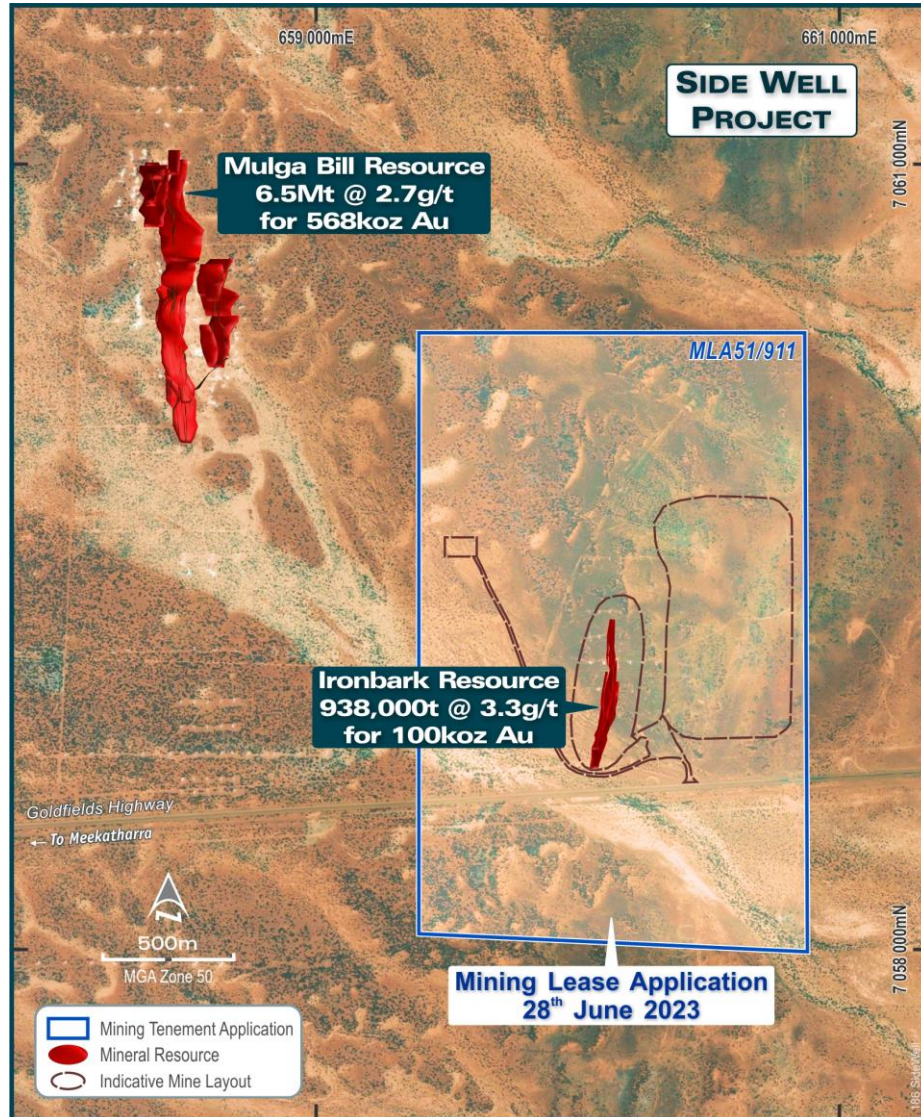 659 000mE
661 000mE
SIDE WELL
PROJECT
7 061 000mN
Mulga Bill Resource
6.5Mt @ 2.7g/t
for 568koz Au
MLA51/911
Ironbark Resource
938,000t @ 3.3g/t
for 100koz Au
Goldfields Highway
← To Meekatharra
N
500m
MGA Zone 50
7 058 000mN
Mining Lease Application
28th June 2023
Mining Tenement Application
Mineral Resource
Indicative Mine Layout